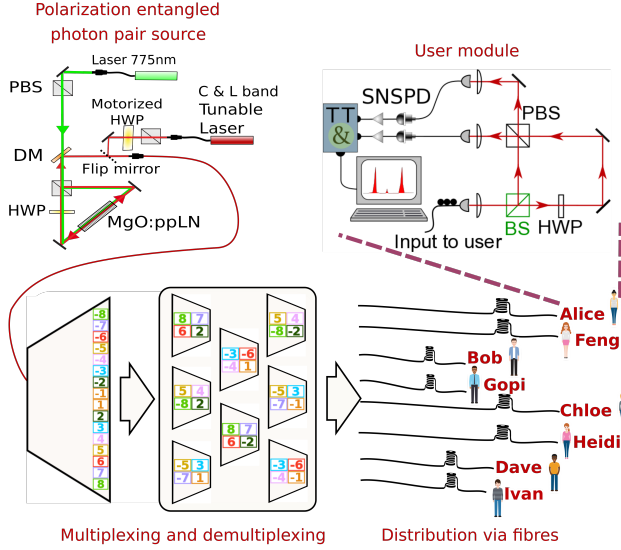 Polarization entangled
photon pair source
Laser 775nm
PBS
C & L band
Motorized
HWP
Tunable
Laser
DM
Flip mirror
HWP
MgO:ppLN
User module
SNSPD
TT
&
PBS
BS
HWP
Input to user
-8
-7
-6
-5
-4
-3
-2
-1
1
2
3
4
5
6
7
8
8 7
6 2
5 4
-8 2
-5 3
-7 1
-3 -6
-4 1
8 7
6 -2
5 4
-8 -2
-5 3
-7 -1
-3 -6
-4 -1
Alice
Feng
Bob
Gopi
Chloe
Heidi
Dave
Ivan
Multiplexing and demultiplexing
Distribution via fibres